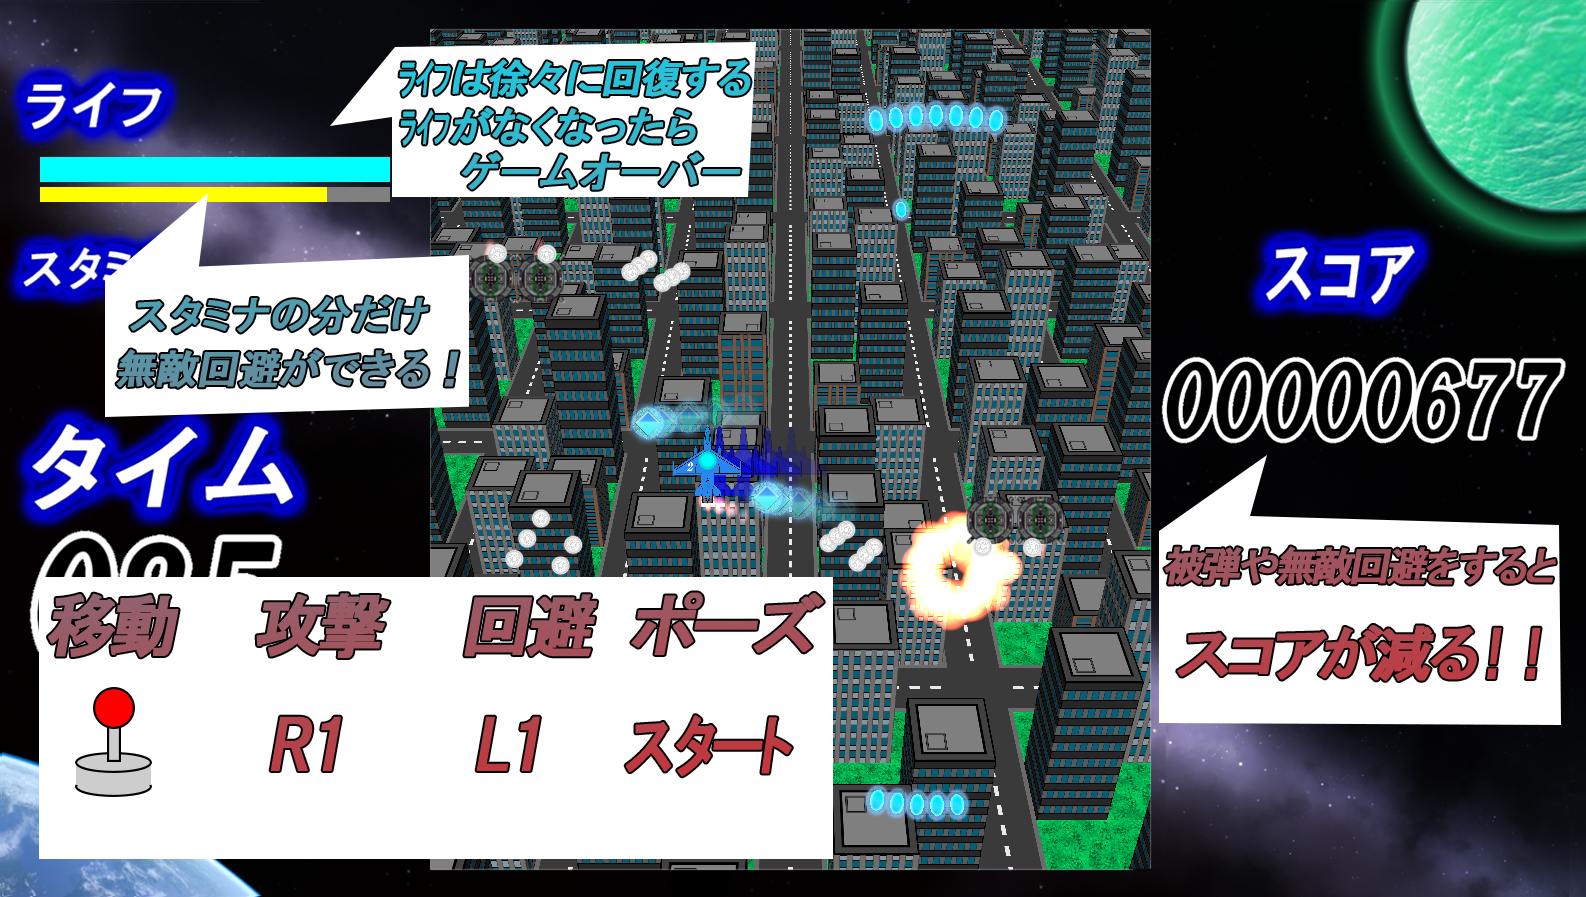 ライフ
ﾗｲﾌは徐々に回復する
ﾗｲﾌがなくなったら
ゲームオーバー
スタミ
スタミナの分だけ
無敵回避ができる！
スコア
00000677
タイム
被弾や無敵回避をすると
スコアが減る！！
移動 攻撃 回避 ポーズ
R1 L1 スタート
2